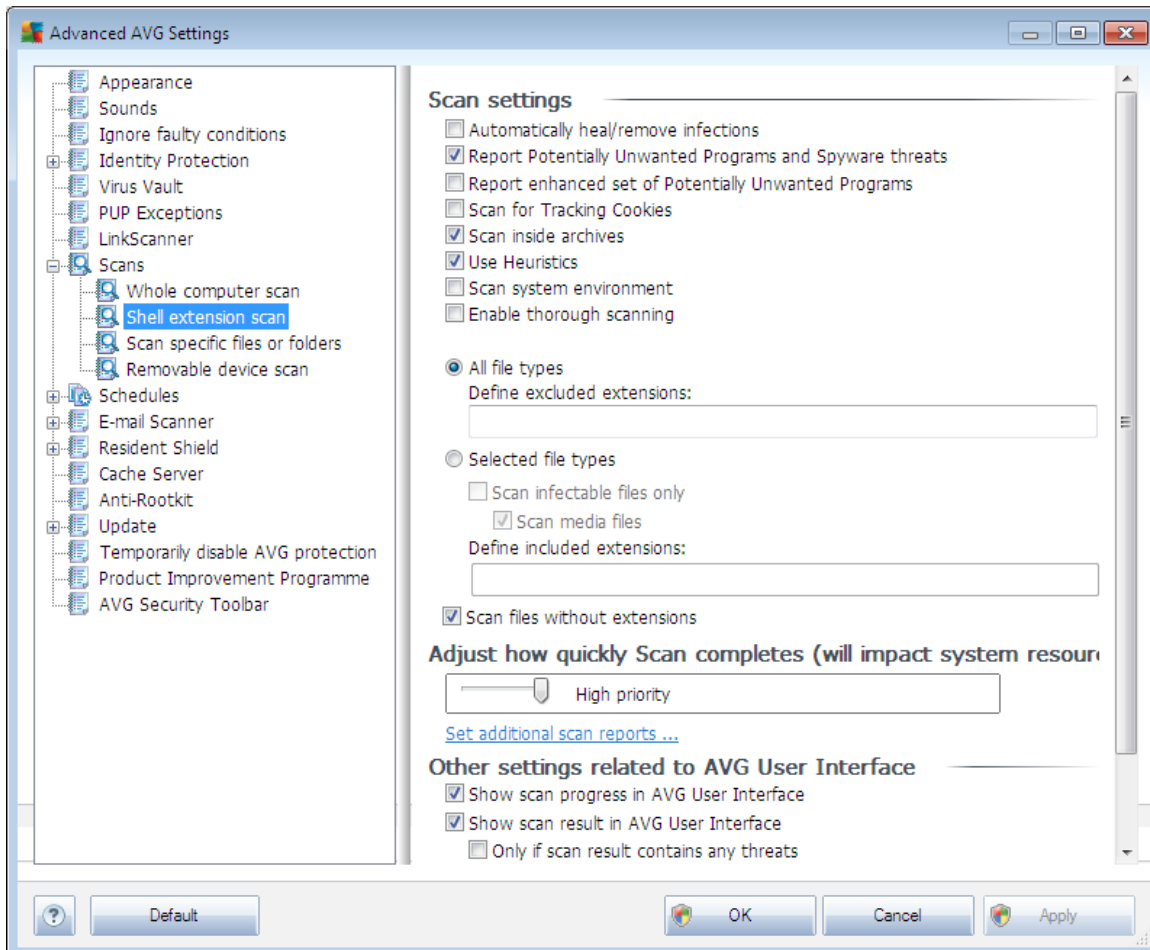 Advanced AVG Settings
Appearance
Sounds
Ignore faulty conditions
Identity Protection
Virus Vault
PUP Exceptions
LinkScanner
Scans
Whole computer scan
Shell extension scan
Scan specific files or folders
Removable device scan
Schedules
E-mail Scanner
Resident Shield
Cache Server
Anti-Rootkit
Update
Temporarily disable AVG protection
Product Improvement Programme
AVG Security Toolbar
Scan settings
Automatically heal/remove infections
Report Potentially Unwanted Programs and Spyware threats
Report enhanced set of Potentially Unwanted Programs
Scan for Tracking Cookies
Scan inside archives
Use Heuristics
Scan system environment
Enable thorough scanning
All file types
Define excluded extensions:
Selected file types
Scan infectable files only
Scan media files
Define included extensions:
Scan files without extensions
Adjust how quickly Scan completes (will impact system resour
High priority
Set additional scan reports ...
Other settings related to AVG User Interface
Show scan progress in AVG User Interface
Show scan result in AVG User Interface
Only if scan result contains any threats
?
Default
OK
Cancel
Apply